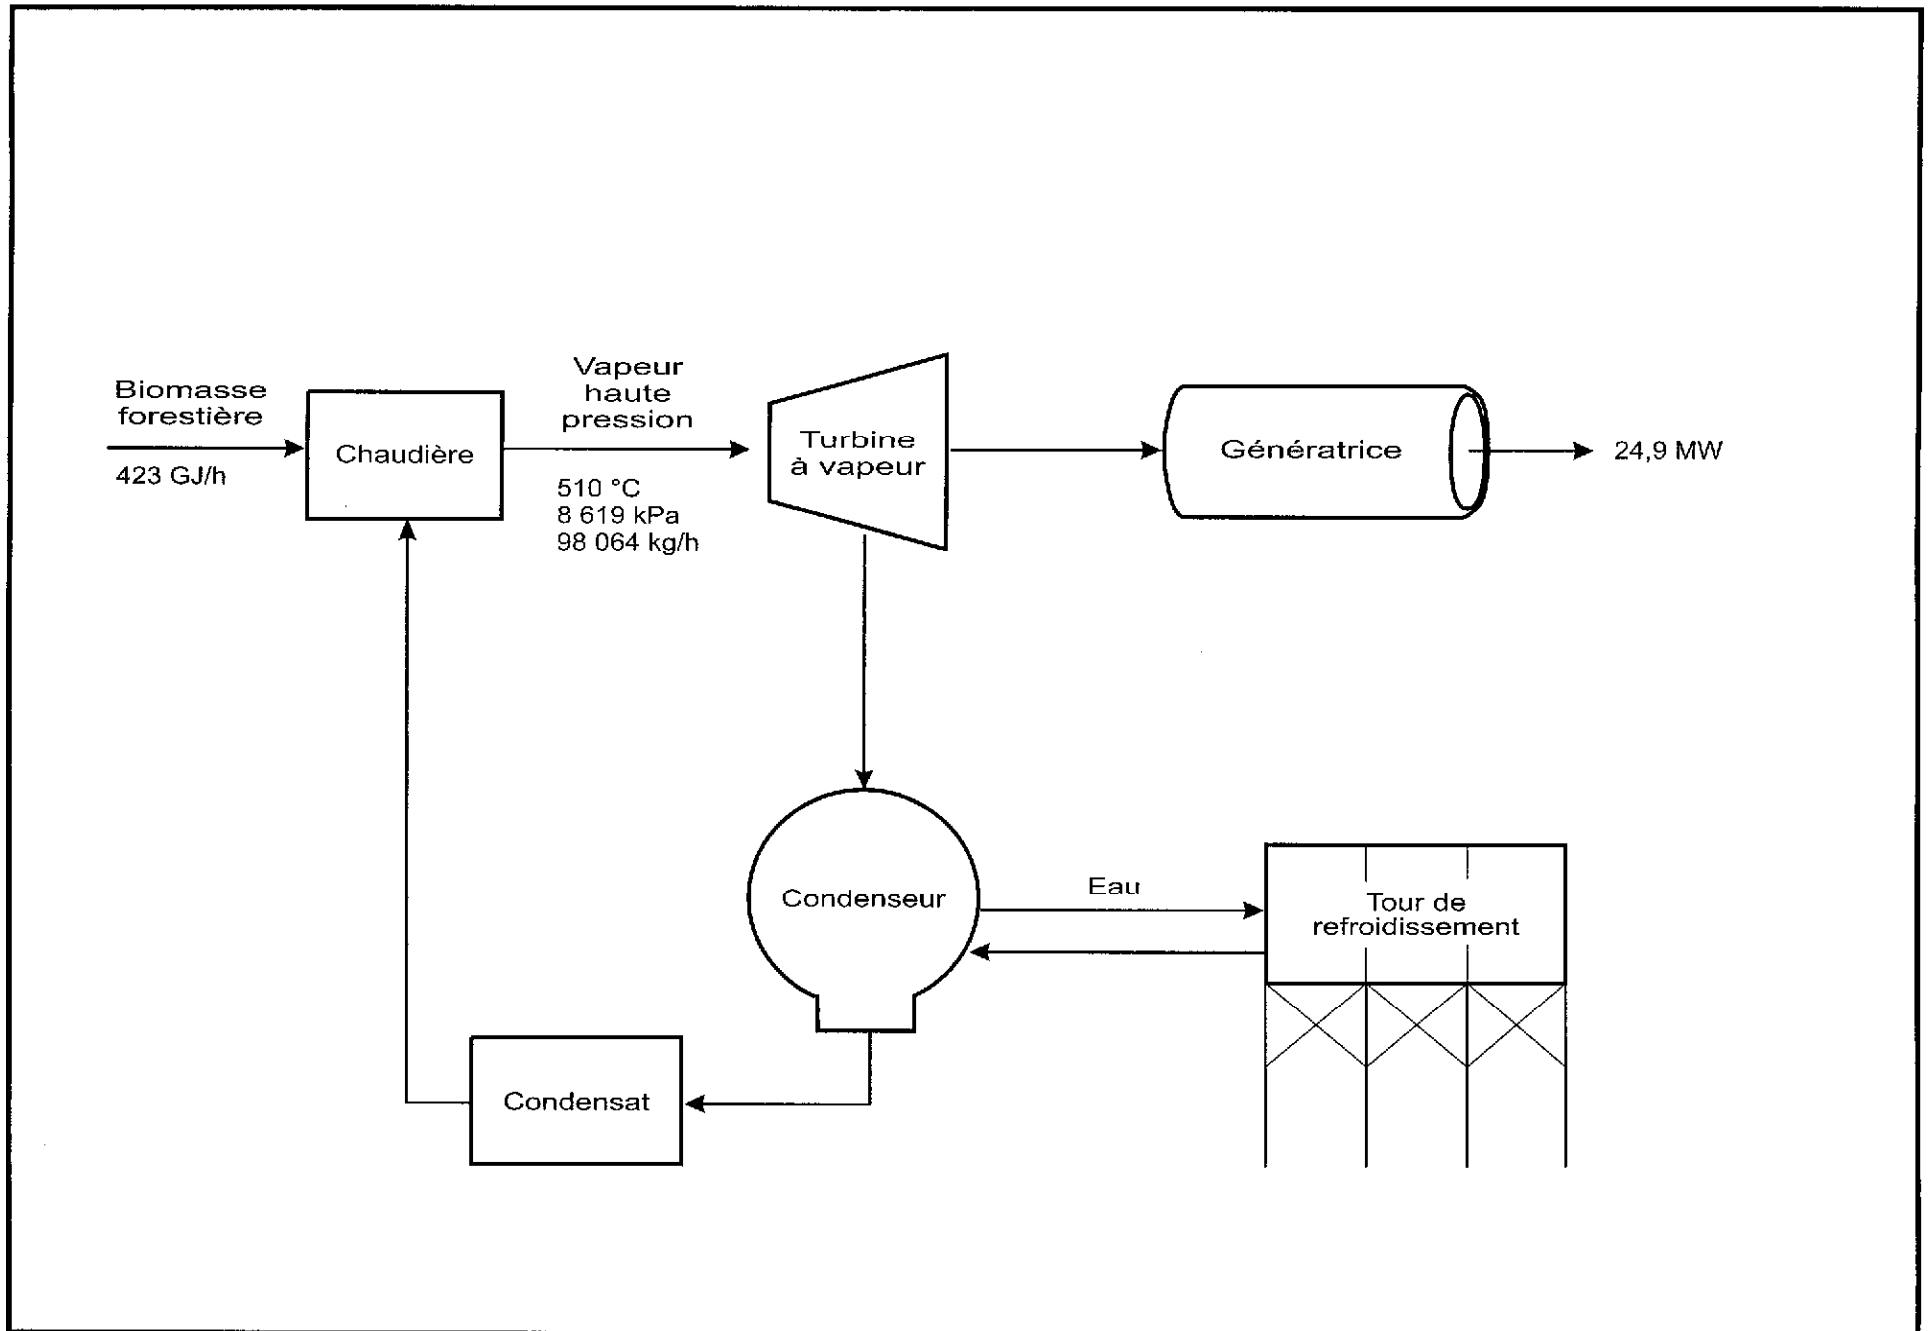 Biomasse
forestière
423 GJ/h
Chaudière
Vapeur
haute
pression
510 °C
8 619 kPa
98 064 kg/h
Turbine
à vapeur
Génératrice
24,9 MW
Condenseur
Eau
Tour de
refroidissement
Condensat